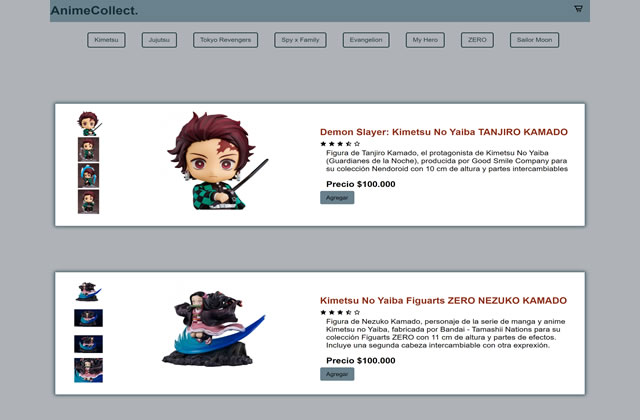 AnimeCollect.
Kimetsu
Jujutsu
Tokyo Revengers
Spy x Family
Evangelion
My Hero
ZERO
Sailor Moon
Demon Slayer: Kimetsu No Yaiba TANJIRO KAMADO
Figura de Tanjiro Kamado, el protagonista de Kimetsu No Yaiba
(Guardianes de la Noche), producida por Good Smile Company para
su colección Nendoroid con 10 cm de altura y partes intercambiables
Precio $100.000
Agregar
Kimetsu No Yaiba Figuarts ZERO NEZUKO KAMADO
Figura de Nezuko Kamado, personaje de la serie de manga y anime
Kimetsu no Yaiba, fabricada por Bandai - Tamashii Nations para su
colección Figuarts ZERO con 11 cm de altura y partes de efectos.
Incluye una segunda cabeza intercambiable con otra exprexión.
Precio $100.000
Agregar